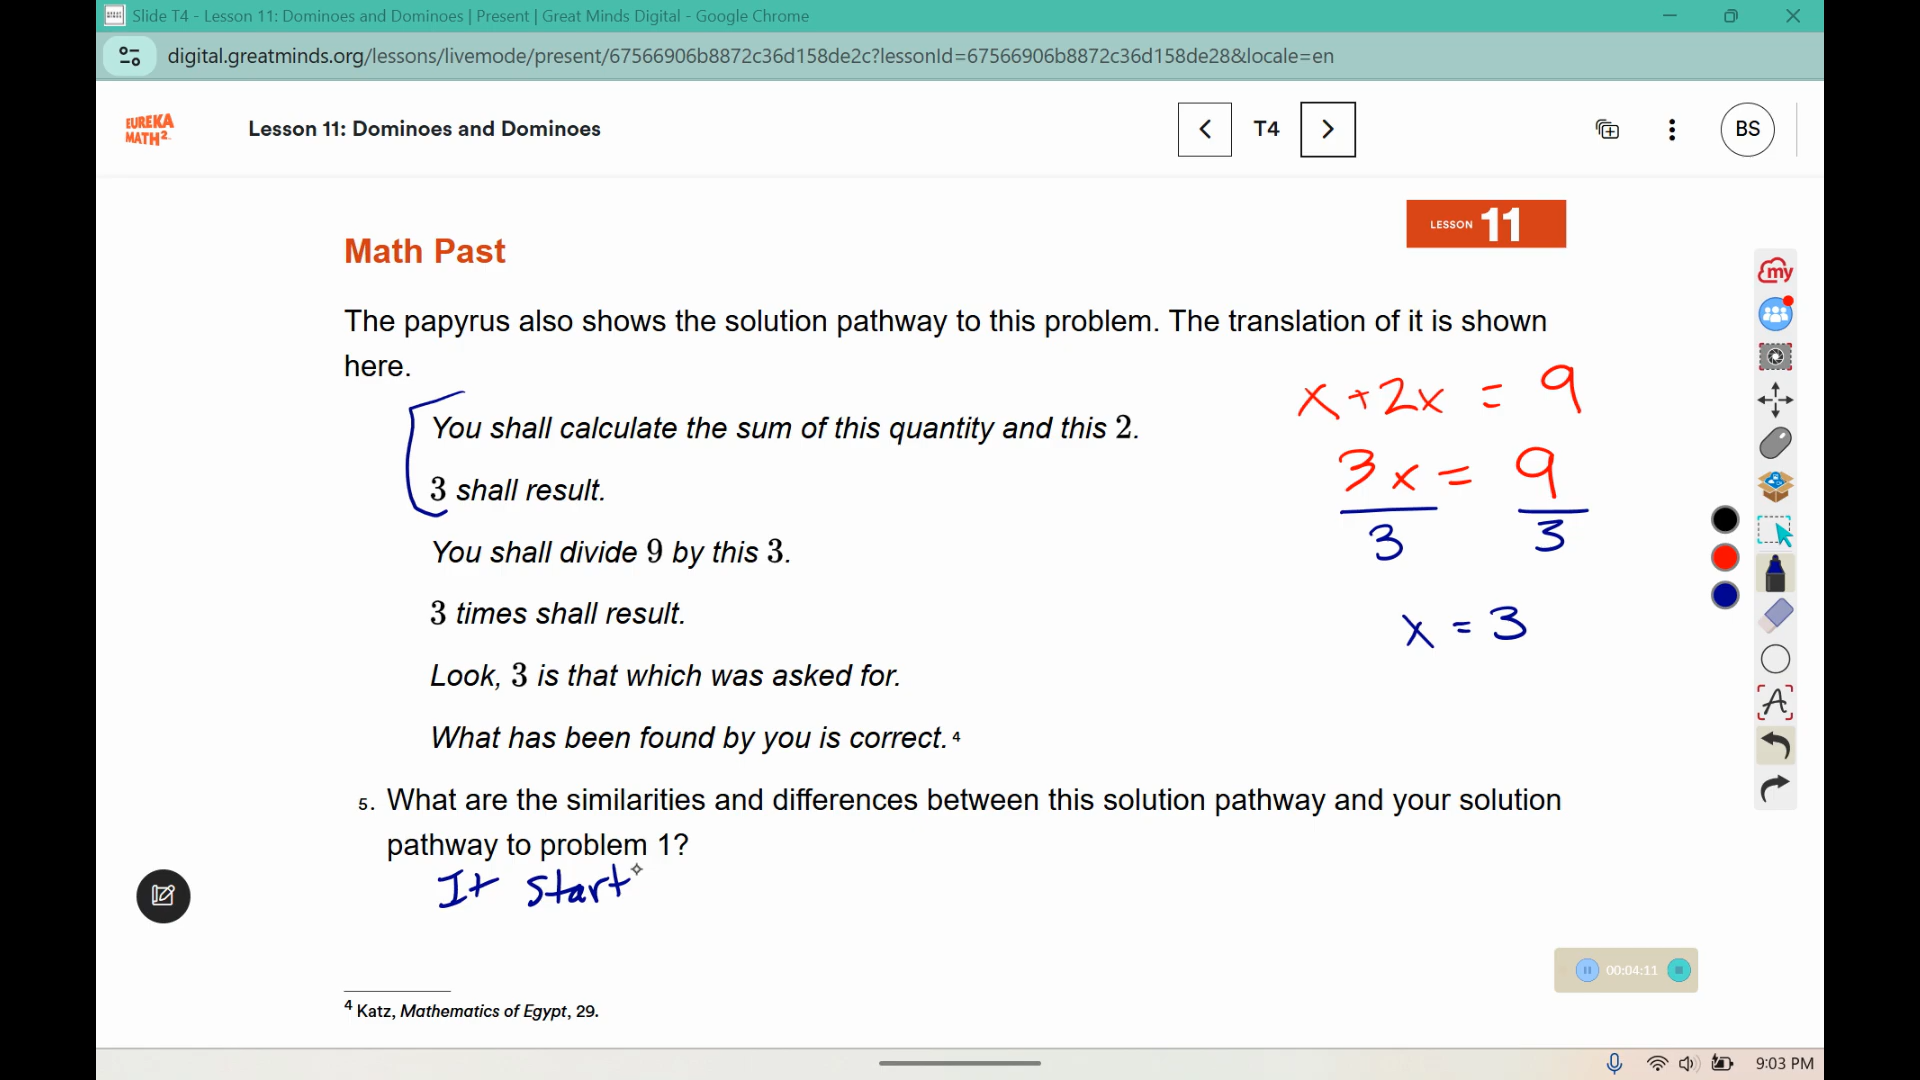 Slide T4 - Lesson 11: Dominoes and Dominoes | Present | Great Minds Digital - Google Chrome
digital.greatminds.org/lessons/livemode/present/67566906b8872c36d158de2c?lessonId=67566906b8872c36d158de28&locale=en
EUREKA MATH²
Lesson 11: Dominoes and Dominoes
T4
BS
LESSON 11
Math Past
The papyrus also shows the solution pathway to this problem. The translation of it is shown
here.
x + 2x = 9
You shall calculate the sum of this quantity and this 2.
3x = 9
3 shall result.
3 3
You shall divide 9 by this 3.
3 times shall result.
x = 3
Look, 3 is that which was asked for.
What has been found by you is correct. 4
5. What are the similarities and differences between this solution pathway and your solution
pathway to problem 1?
It start
00:04:11
4 Katz, Mathematics of Egypt, 29.
my
A
9:03 PM